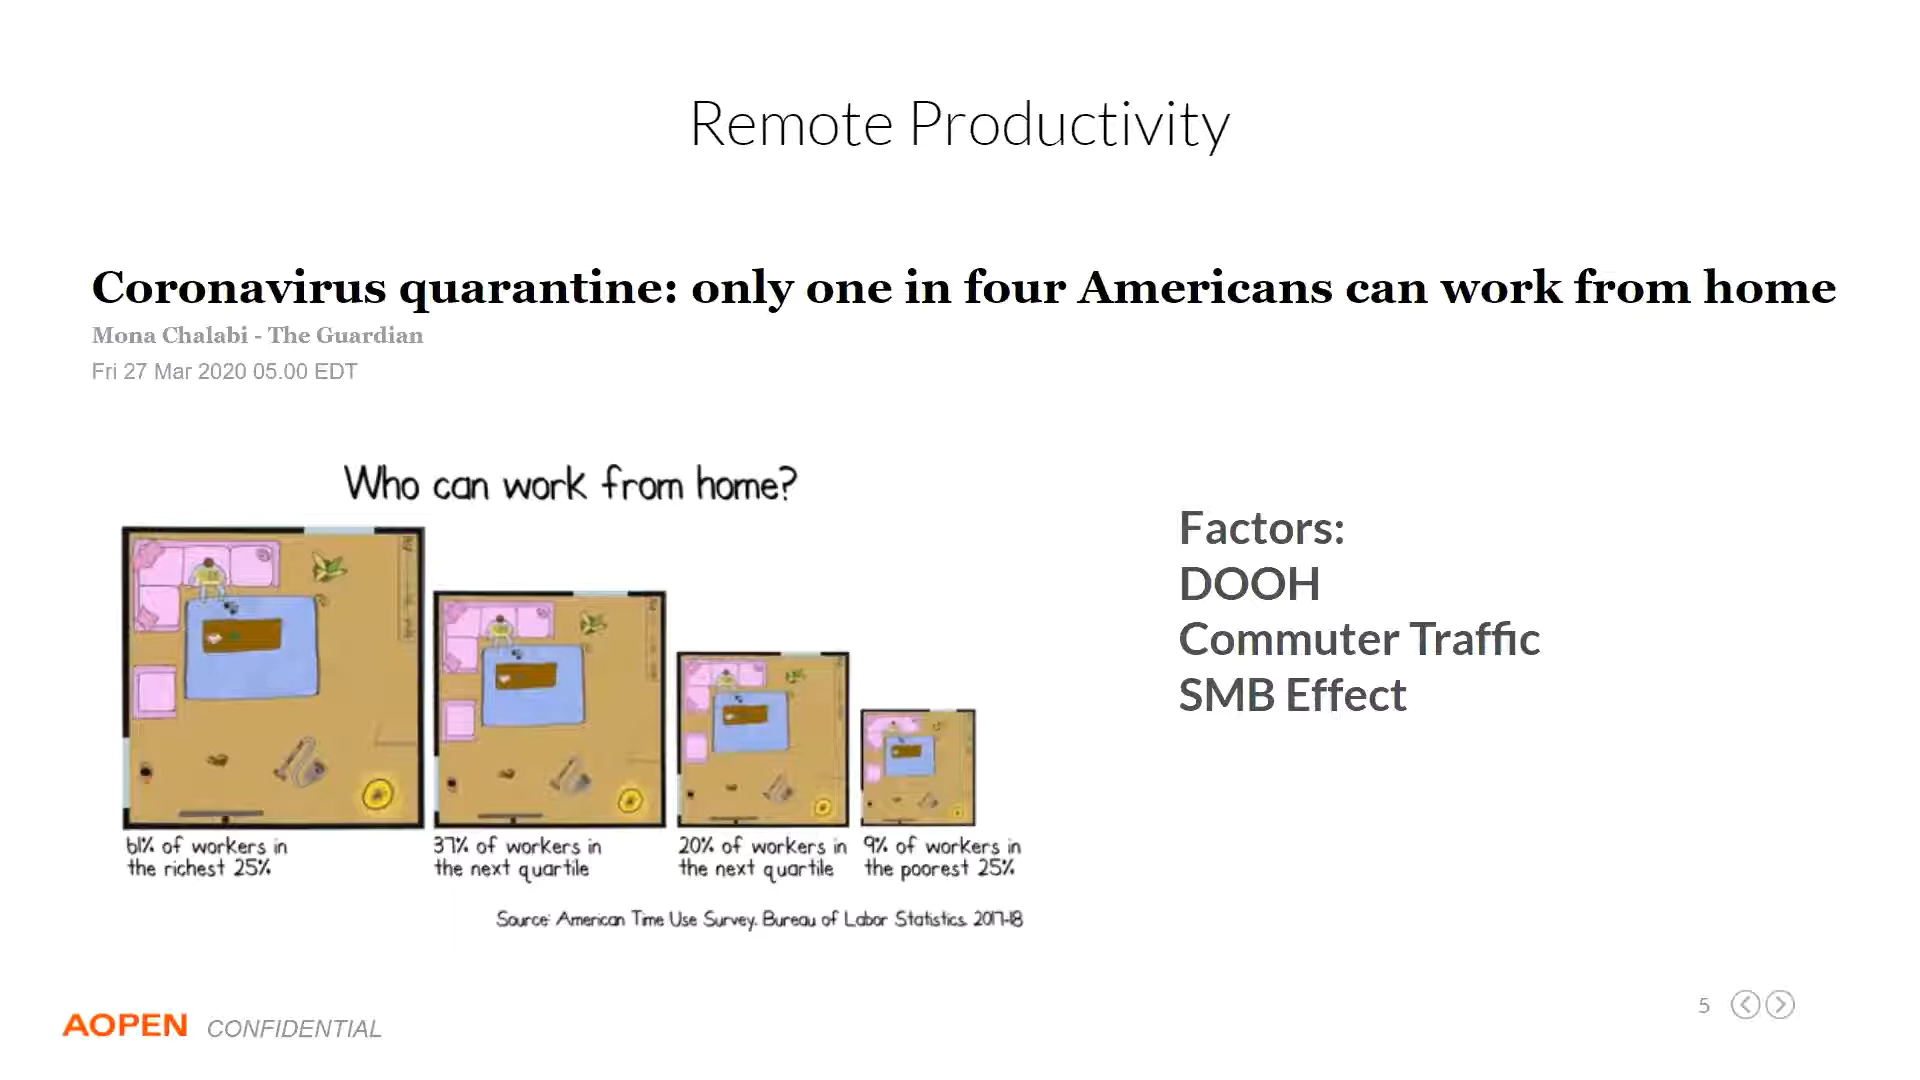 Remote Productivity
Coronavirus quarantine: only one in four Americans can work from home
Mona Chalabi - The Guardian
Fri 27 Mar 2020 05.00 EDT
Who can work from home?
61% of workers in
the richest 25%
37% of workers in
the next quartile
20% of workers in
the next quartile
9% of workers in
the poorest 25%
Source: American Time Use Survey. Bureau of Labor Statistics 2017-18
Factors:
DOOH
Commuter Traffic
SMB Effect
AOPEN CONFIDENTIAL
5